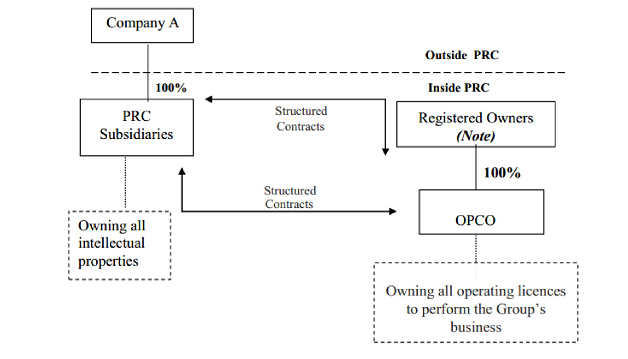 Company A
Outside PRC
100%
Inside PRC
PRC
Subsidiaries
Structured
Contracts
Registered Owners
(Note)
100%
Structured
Contracts
OPCO
Owning all
intellectual
properties
Owning all operating licences
to perform the Group's
business